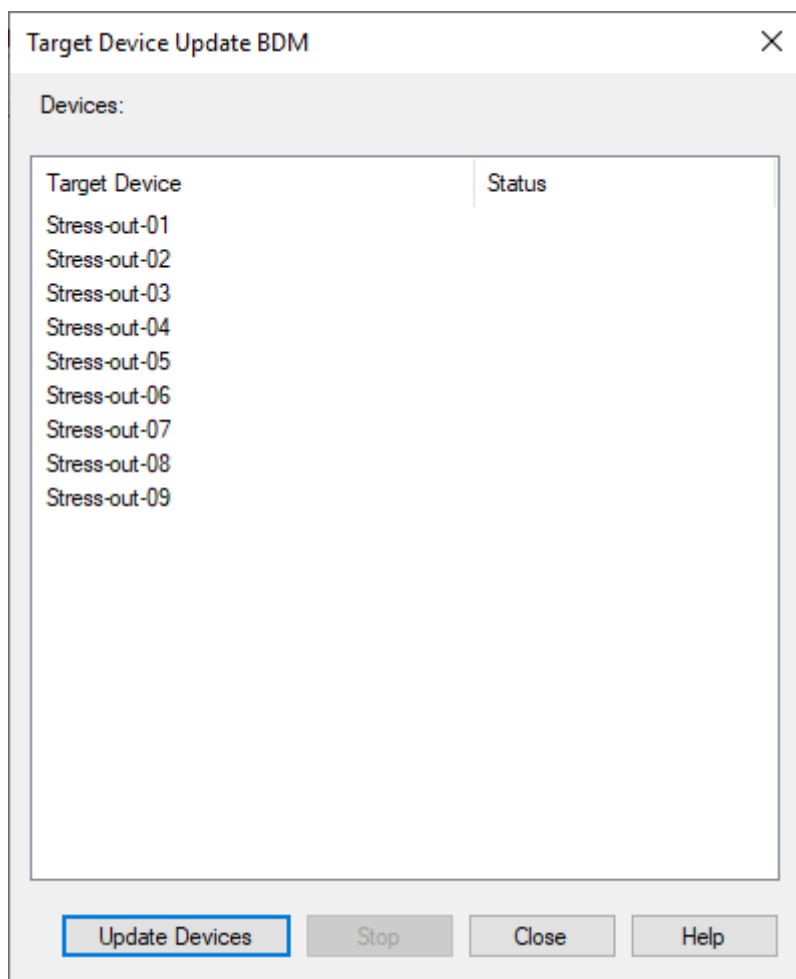 Target Device Update BDM
Devices:
Target Device Status
Stress-out-01
Stress-out-02
Stress-out-03
Stress-out-04
Stress-out-05
Stress-out-06
Stress-out-07
Stress-out-08
Stress-out-09
Update Devices Stop Close Help